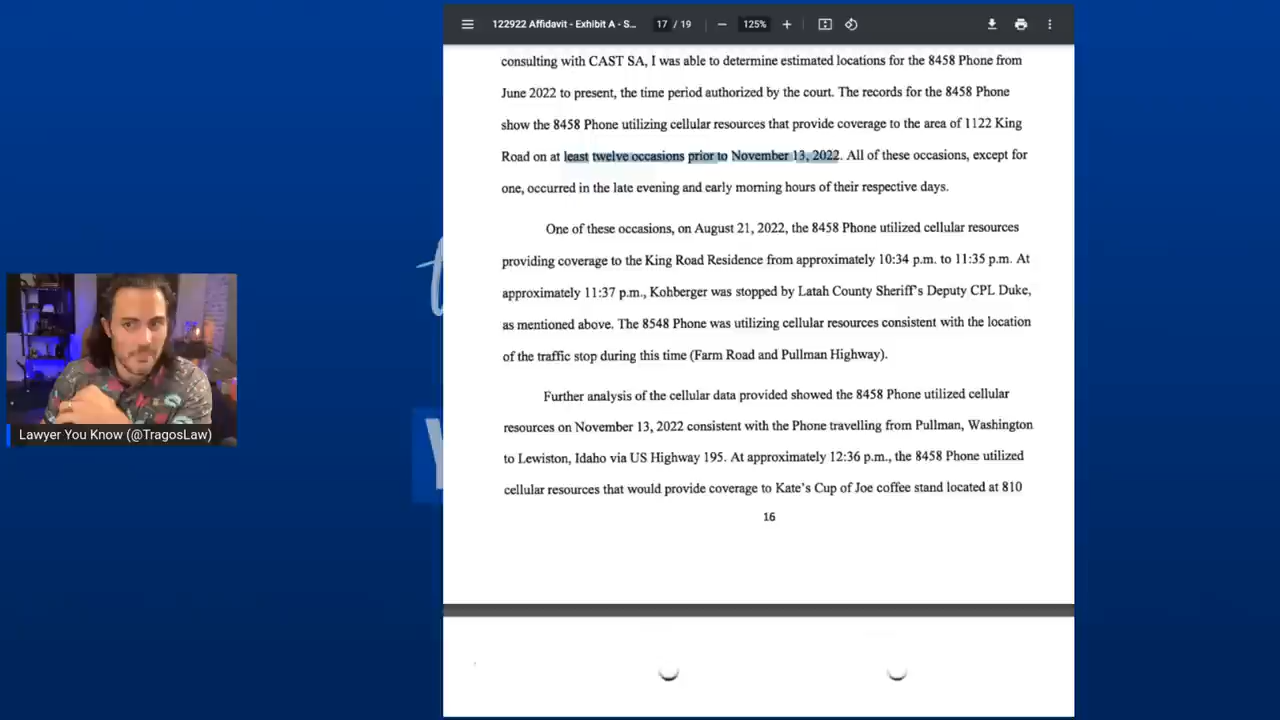 122922 Affidavit - Exhibit A - S...
17 / 19
125%
consulting with CAST SA, I was able to determine estimated locations for the 8458 Phone from
June 2022 to present, the time period authorized by the court. The records for the 8458 Phone
show the 8458 Phone utilizing cellular resources that provide coverage to the area of 1122 King
Road on at least twelve occasions prior to November 13, 2022. All of these occasions, except for
one, occurred in the late evening and early morning hours of their respective days.
One of these occasions, on August 21, 2022, the 8458 Phone utilized cellular resources
providing coverage to the King Road Residence from approximately 10:34 p.m. to 11:35 p.m. At
approximately 11:37 p.m., Kohberger was stopped by Latah County Sheriff's Deputy CPL Duke,
as mentioned above. The 8548 Phone was utilizing cellular resources consistent with the location
of the traffic stop during this time (Farm Road and Pullman Highway).
Further analysis of the cellular data provided showed the 8458 Phone utilized cellular
resources on November 13, 2022 consistent with the Phone travelling from Pullman, Washington
to Lewiston, Idaho via US Highway 195. At approximately 12:36 p.m., the 8458 Phone utilized
cellular resources that would provide coverage to Kate's Cup of Joe coffee stand located at 810
16
Lawyer You Know (@TragosLaw)